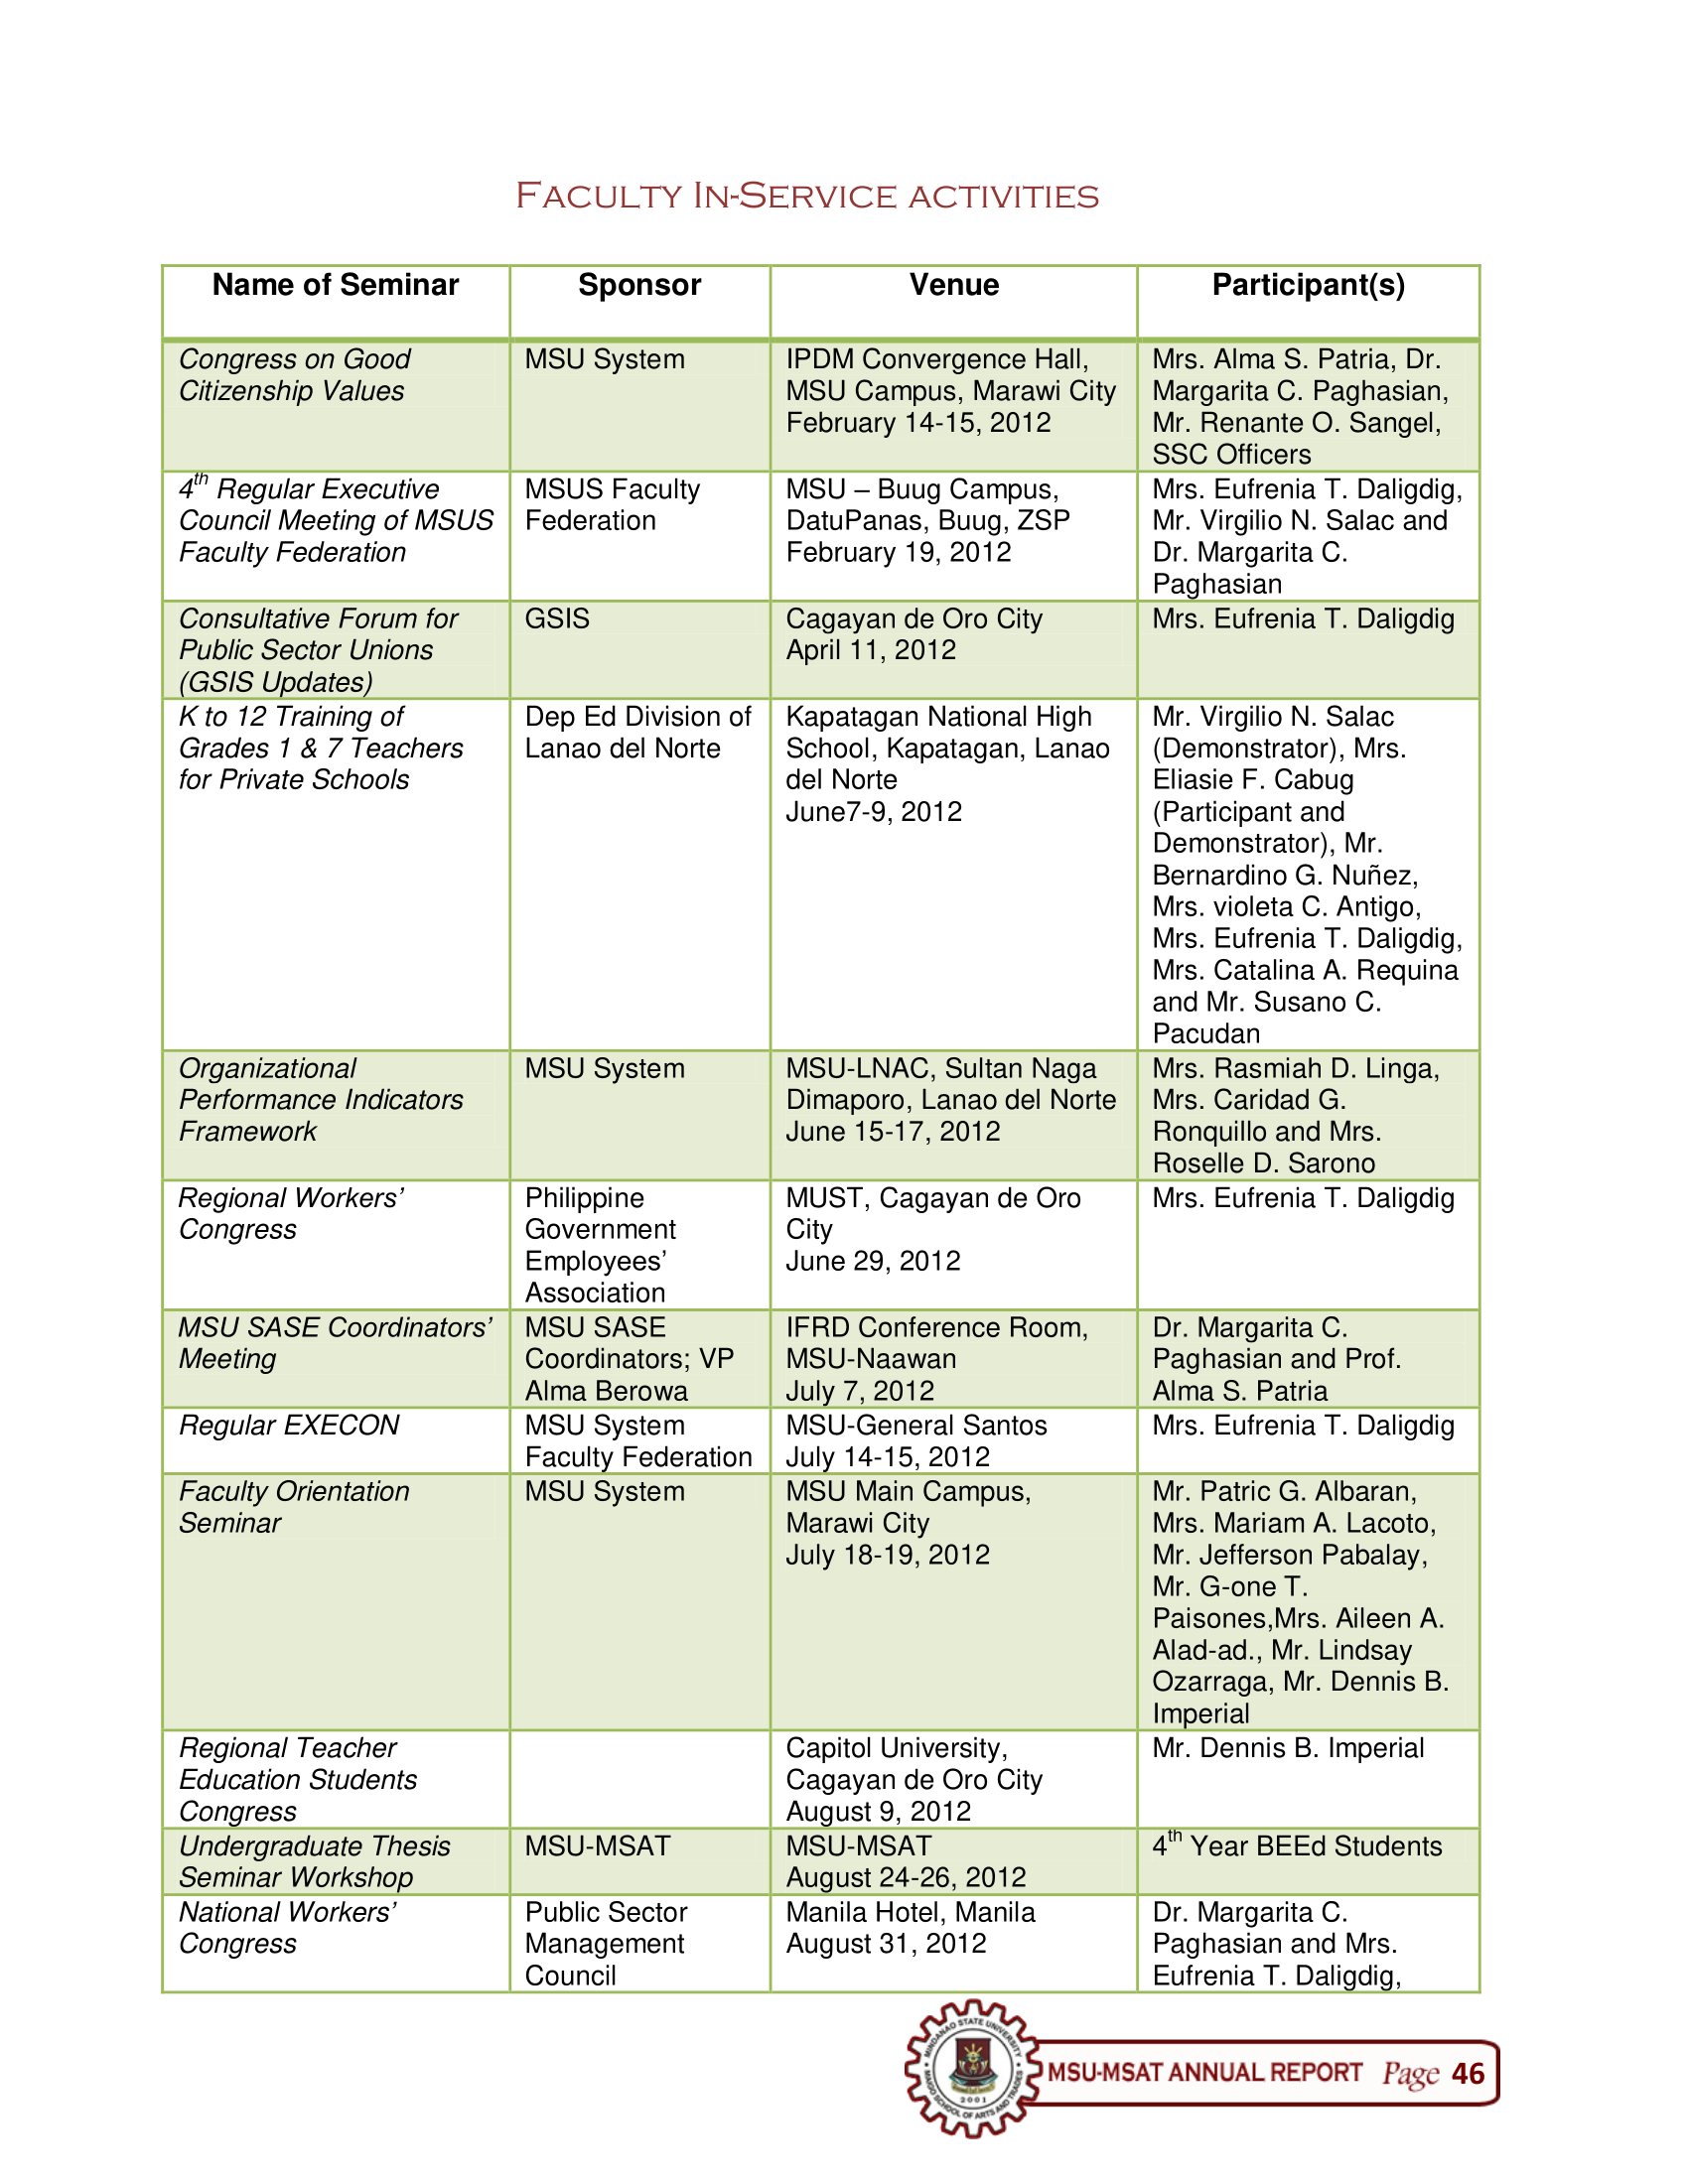 FACULTY IN-SERVICE ACTIVITIES
Name of Seminar Sponsor Venue Participant(s)
Congress on Good
Citizenship Values
MSU System
IPDM Convergence Hall,
MSU Campus, Marawi City
February 14-15, 2012
Mrs. Alma S. Patria, Dr.
Margarita C. Paghasian,
Mr. Renante O. Sangel,
SSC Officers
4th Regular Executive
Council Meeting of MSUS
Faculty Federation
MSUS Faculty
Federation
MSU – Buug Campus,
DatuPanas, Buug, ZSP
February 19, 2012
Mrs. Eufrenia T. Daligdig,
Mr. Virgilio N. Salac and
Dr. Margarita C.
Paghasian
Consultative Forum for
Public Sector Unions
(GSIS Updates)
GSIS
Cagayan de Oro City
April 11, 2012
Mrs. Eufrenia T. Daligdig
K to 12 Training of
Grades 1 & 7 Teachers
for Private Schools
Dep Ed Division of
Lanao del Norte
Kapatagan National High
School, Kapatagan, Lanao
del Norte
June7-9, 2012
Mr. Virgilio N. Salac
(Demonstrator), Mrs.
Eliasie F. Cabug
(Participant and
Demonstrator), Mr.
Bernardino G. Nuñez,
Mrs. violeta C. Antigo,
Mrs. Eufrenia T. Daligdig,
Mrs. Catalina A. Requina
and Mr. Susano C.
Pacudan
Organizational
Performance Indicators
Framework
MSU System
MSU-LNAC, Sultan Naga
Dimaporo, Lanao del Norte
June 15-17, 2012
Mrs. Rasmiah D. Linga,
Mrs. Caridad G.
Ronquillo and Mrs.
Roselle D. Sarono
Regional Workers’
Congress
Philippine
Government
Employees’
Association
MUST, Cagayan de Oro
City
June 29, 2012
Mrs. Eufrenia T. Daligdig
MSU SASE Coordinators’
Meeting
MSU SASE
Coordinators; VP
Alma Berowa
IFRD Conference Room,
MSU-Naawan
July 7, 2012
Dr. Margarita C.
Paghasian and Prof.
Alma S. Patria
Regular EXECON
MSU System
Faculty Federation
MSU-General Santos
July 14-15, 2012
Mrs. Eufrenia T. Daligdig
Faculty Orientation
Seminar
MSU System
MSU Main Campus,
Marawi City
July 18-19, 2012
Mr. Patric G. Albaran,
Mrs. Mariam A. Lacoto,
Mr. Jefferson Pabalay,
Mr. G-one T.
Paisones,Mrs. Aileen A.
Alad-ad., Mr. Lindsay
Ozarraga, Mr. Dennis B.
Imperial
Regional Teacher
Education Students
Congress
Capitol University,
Cagayan de Oro City
August 9, 2012
Mr. Dennis B. Imperial
Undergraduate Thesis
Seminar Workshop
MSU-MSAT
MSU-MSAT
August 24-26, 2012
4th Year BEEd Students
National Workers’
Congress
Public Sector
Management
Council
Manila Hotel, Manila
August 31, 2012
Dr. Margarita C.
Paghasian and Mrs.
Eufrenia T. Daligdig,
MINDANAO STATE UNIVERSITY
MAIGO SCHOOL OF ARTS AND TRADES
2001
MSU-MSAT ANNUAL REPORT Page 46